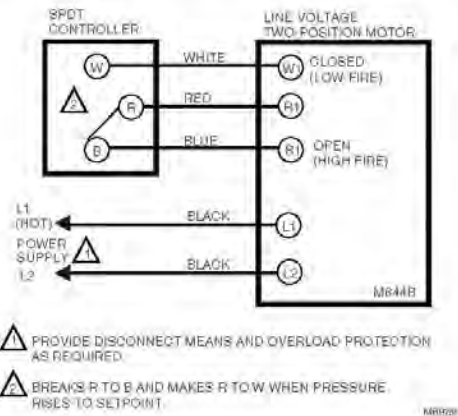 SPDT
CONTROLLER
LINE VOLTAGE
TWO-POSITION MOTOR
W
WHITE
W1
CLOSED
(LOW FIRE)
2
R
RED
R1
B
BLUE
R1
OPEN
(HIGH FIRE)
L1
(HOT)
BLACK
L1
POWER
SUPPLY
1
L2
BLACK
L2
M644B
1 PROVIDE DISCONNECT MEANS AND OVERLOAD PROTECTION
AS REQUIRED.
2 BREAKS R TO B AND MAKES R TO W WHEN PRESSURE
RISES TO SETPOINT.